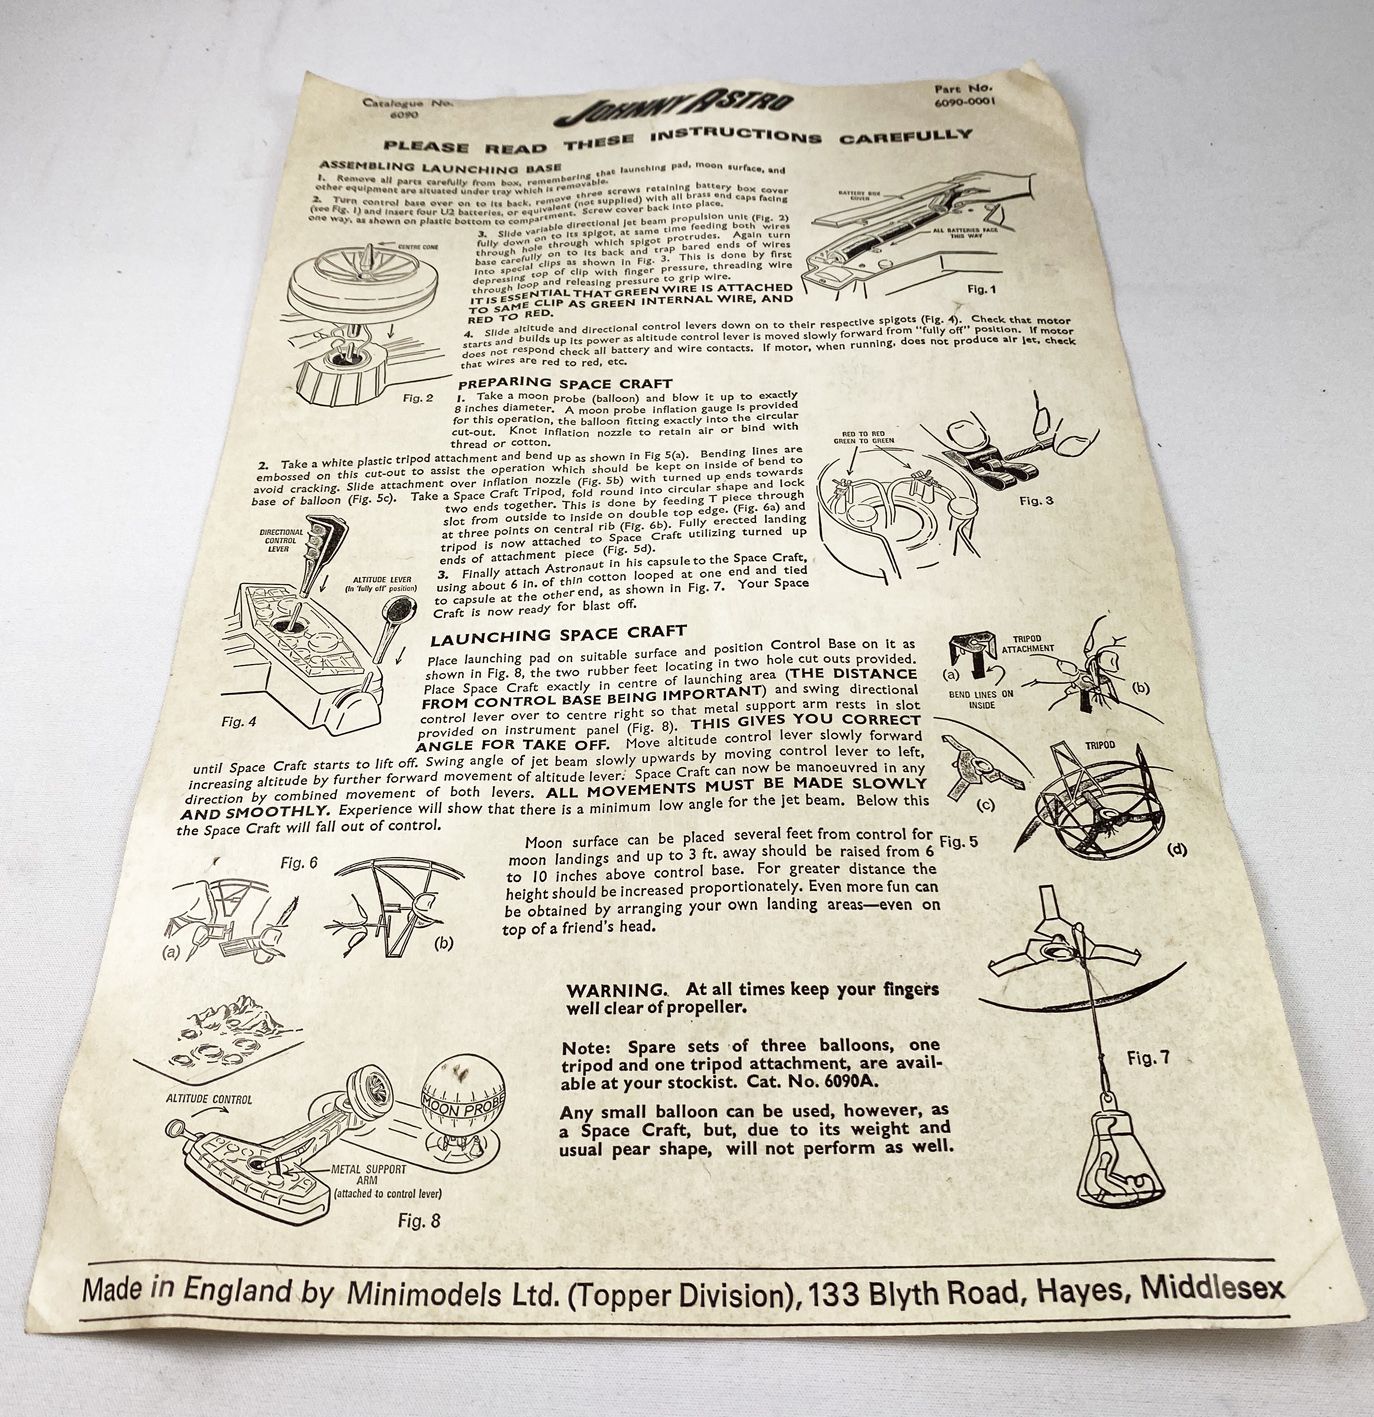 Catalogue No.
6090
JOHNNY ASTRO
Part No.
6090-0001
PLEASE READ THESE INSTRUCTIONS CAREFULLY
ASSEMBLING LAUNCHING BASE
1. Remove all parts carefully from box, remembering that launching pad, moon surface, and
other equipment are situated under tray which is removable.
2. Turn control base over on to its back, remove three screws retaining battery box cover
(see Fig. 1) and insert four U2 batteries, or equivalent (not supplied) with all brass end caps facing
one way, as shown on plastic bottom to compartment. Screw cover back into place.
3. Slide variable directional jet beam propulsion unit (Fig. 2)
fully down on to its spigot, at same time feeding both wires
through hole through which spigot protrudes. Again turn
base carefully on to its back and trap bared ends of wires
into special clips as shown in Fig. 3. This is done by first
depressing top of clip with finger pressure, threading wire
through loop and releasing pressure to grip wire.
IT IS ESSENTIAL THAT GREEN WIRE IS ATTACHED
TO SAME CLIP AS GREEN INTERNAL WIRE, AND
RED TO RED.
4. Slide altitude and directional control levers down on to their respective spigots (Fig. 4). Check that motor
starts and builds up its power as altitude control lever is moved slowly forward from "fully off" position. If motor
does not respond check all battery and wire contacts. If motor, when running, does not produce air jet, check
that wires are red to red, etc.
BATTERY BOX
COVER
ALL BATTERIES FACE
THIS WAY
Fig. 1
CENTRE CONE
Fig. 2
PREPARING SPACE CRAFT
1. Take a moon probe (balloon) and blow it up to exactly
8 inches diameter. A moon probe inflation gauge is provided
for this operation, the balloon fitting exactly into the circular
cut-out. Knot inflation nozzle to retain air or bind with
thread or cotton.
2. Take a white plastic tripod attachment and bend up as shown in Fig 5(a). Bending lines are
embossed on this cut-out to assist the operation which should be kept on inside of bend to
avoid cracking. Slide attachment over inflation nozzle (Fig. 5b) with turned up ends towards
base of balloon (Fig. 5c). Take a Space Craft Tripod, fold round into circular shape and lock
two ends together. This is done by feeding T piece through
slot from outside to inside on double top edge. (Fig. 6a) and
at three points on central rib (Fig. 6b). Fully erected landing
tripod is now attached to Space Craft utilizing turned up
ends of attachment piece (Fig. 5d).
3. Finally attach Astronaut in his capsule to the Space Craft,
using about 6 in. of thin cotton looped at one end and tied
to capsule at the other end, as shown in Fig. 7. Your Space
Craft is now ready for blast off.
RED TO RED
GREEN TO GREEN
Fig. 3
DIRECTIONAL
CONTROL
LEVER
ALTITUDE LEVER
(In 'fully off' position)
Fig. 4
LAUNCHING SPACE CRAFT
Place launching pad on suitable surface and position Control Base on it as
shown in Fig. 8, the two rubber feet locating in two hole cut outs provided.
Place Space Craft exactly in centre of launching area (THE DISTANCE
FROM CONTROL BASE BEING IMPORTANT) and swing directional
control lever over to centre right so that metal support arm rests in slot
provided on instrument panel (Fig. 8). THIS GIVES YOU CORRECT
ANGLE FOR TAKE OFF. Move altitude control lever slowly forward
until Space Craft starts to lift off. Swing angle of jet beam slowly upwards by moving control lever to left,
increasing altitude by further forward movement of altitude lever. Space Craft can now be manoeuvred in any
direction by combined movement of both levers. ALL MOVEMENTS MUST BE MADE SLOWLY
AND SMOOTHLY. Experience will show that there is a minimum low angle for the jet beam. Below this
the Space Craft will fall out of control.
TRIPOD
ATTACHMENT
(a)
BEND LINES ON
INSIDE
(b)
TRIPOD
(c)
(d)
Fig. 5
Moon surface can be placed several feet from control for
moon landings and up to 3 ft. away should be raised from 6
to 10 inches above control base. For greater distance the
height should be increased proportionately. Even more fun can
be obtained by arranging your own landing areas—even on
top of a friend's head.
Fig. 6
(a)
(b)
WARNING. At all times keep your fingers
well clear of propeller.
Note: Spare sets of three balloons, one
tripod and one tripod attachment, are avail-
able at your stockist. Cat. No. 6090A.
Any small balloon can be used, however, as
a Space Craft, but, due to its weight and
usual pear shape, will not perform as well.
Fig. 7
ALTITUDE CONTROL
MOON PROBE
METAL SUPPORT
ARM
(attached to control lever)
Fig. 8
Made in England by Minimodels Ltd. (Topper Division), 133 Blyth Road, Hayes, Middlesex